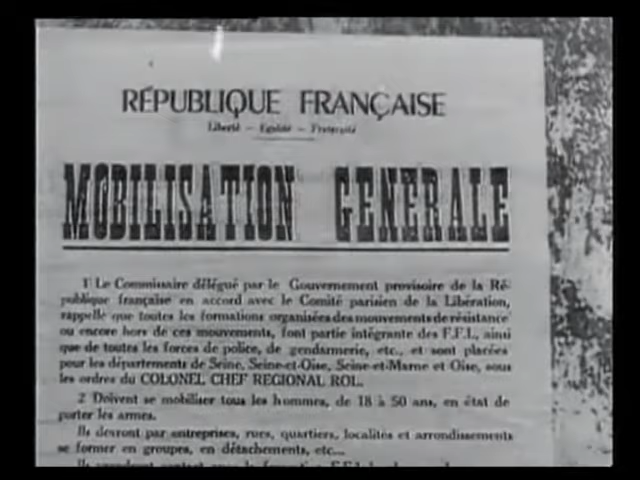 RÉPUBLIQUE FRANÇAISE
Liberté — Égalité — Fraternité
MOBILISATION GENERALE
1 Le Commissaire délégué par le Gouvernement provisoire de la Ré-
publique française en accord avec le Comité parisien de la Libération,
rappelle que toutes les formations organisées des mouvements de résistance
ou encore hors de ces mouvements, font partie intégrante des F.F.I., ainsi
que de toutes les forces de police, de gendarmerie, etc., et sont placées
pour les départements de Seine, Seine-et-Oise, Seine-et-Marne et Oise, sous
les ordres du COLONEL CHEF REGIONAL ROL.
2 Doivent se mobiliser tous les hommes, de 18 à 50 ans, en état de
porter les armes.
Ils devront par entreprises, rues, quartiers, localités et arrondissements
se former en groupes, en détachements, etc...